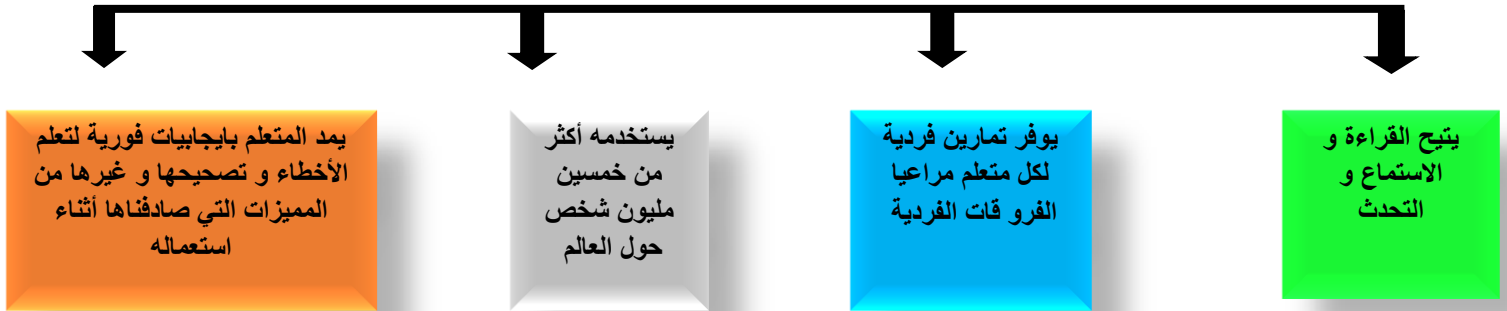 يتيح القراءة و
الاستماع و
التحدث
يوفر تمارين فردية
لكل متعلم مراعيا
الفرو قات الفردية
يستخدمه أكثر
من خمسين
مليون شخص
حول العالم
يمد المتعلم بايجابيات فورية لتعلم
الأخطاء و تصحيحها و غيرها من
المميزات التي صادفناها أثناء
استعماله